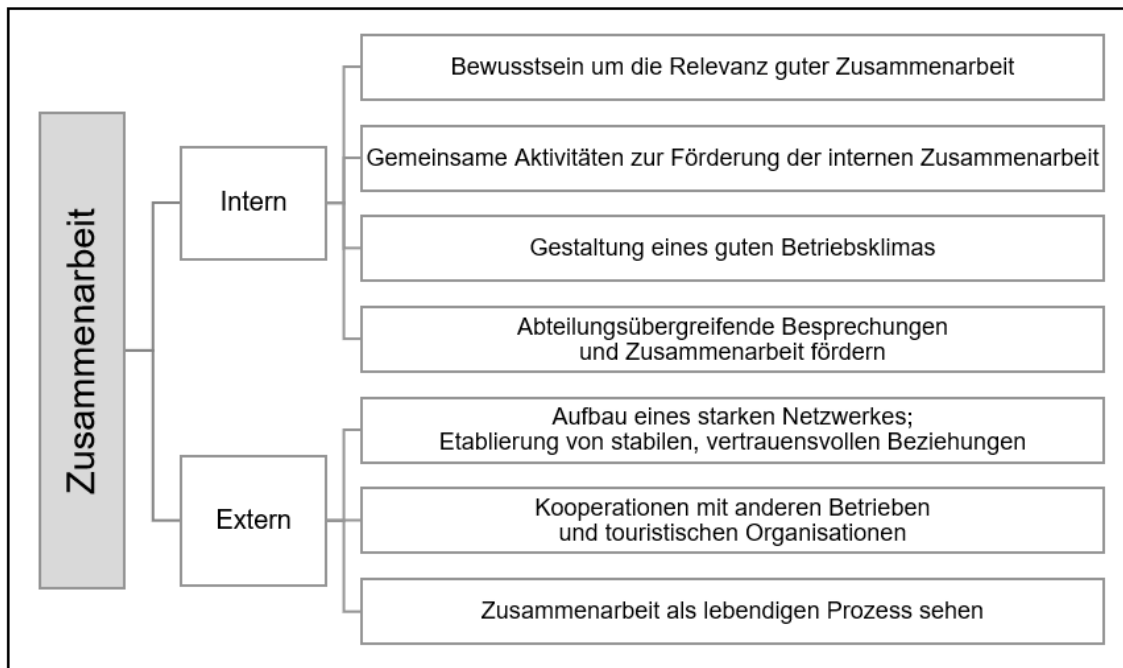 Zusammenarbeit
Intern
Bewusstsein um die Relevanz guter Zusammenarbeit
Gemeinsame Aktivitäten zur Förderung der internen Zusammenarbeit
Gestaltung eines guten Betriebsklimas
Abteilungsübergreifende Besprechungen
und Zusammenarbeit fördern
Extern
Aufbau eines starken Netzwerkes;
Etablierung von stabilen, vertrauensvollen Beziehungen
Kooperationen mit anderen Betrieben
und touristischen Organisationen
Zusammenarbeit als lebendigen Prozess sehen